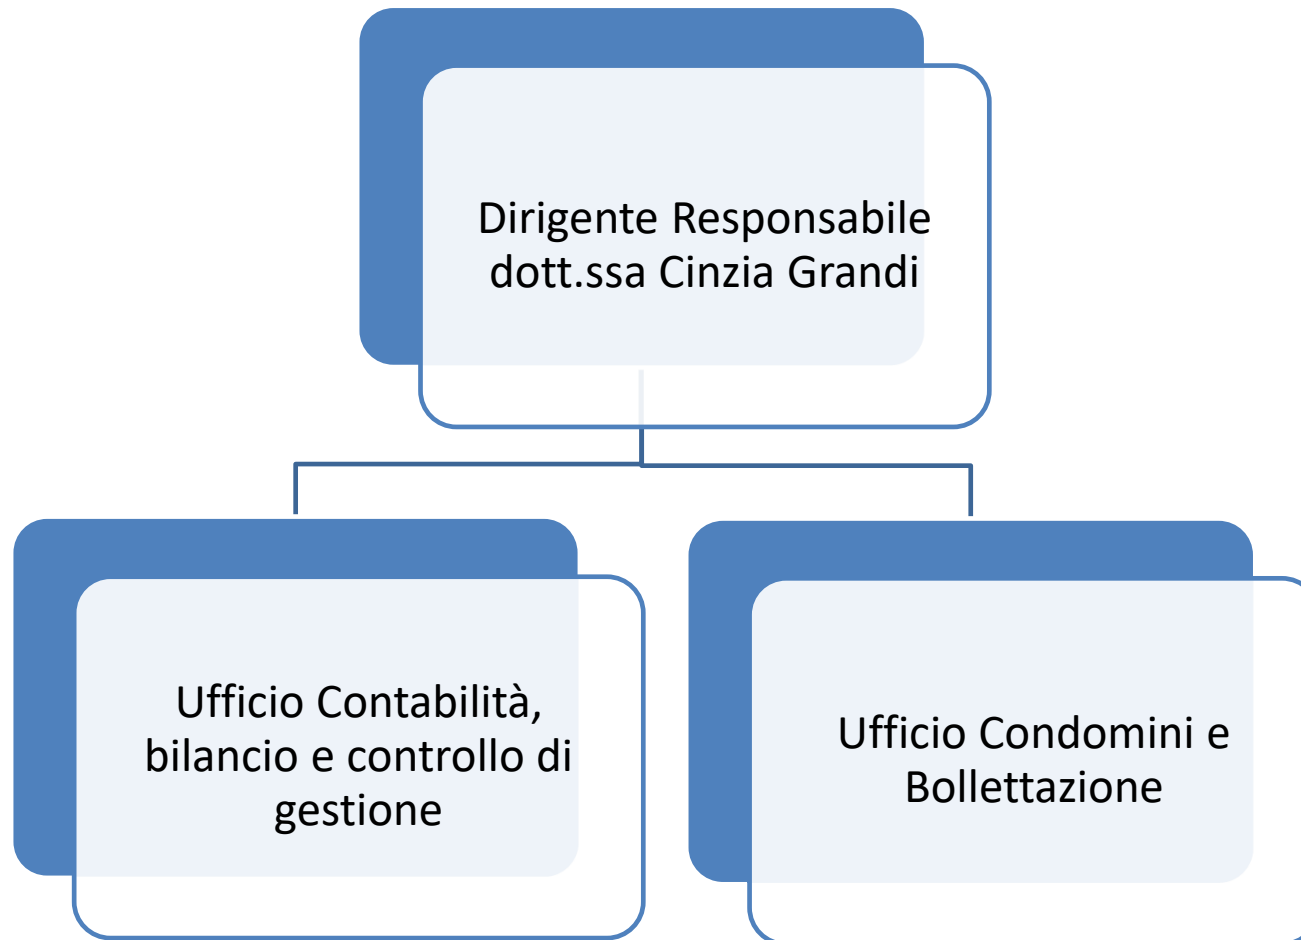 Dirigente Responsabile
dott.ssa Cinzia Grandi
Ufficio Contabilità,
bilancio e controllo di
gestione
Ufficio Condomini e
Bollettazione